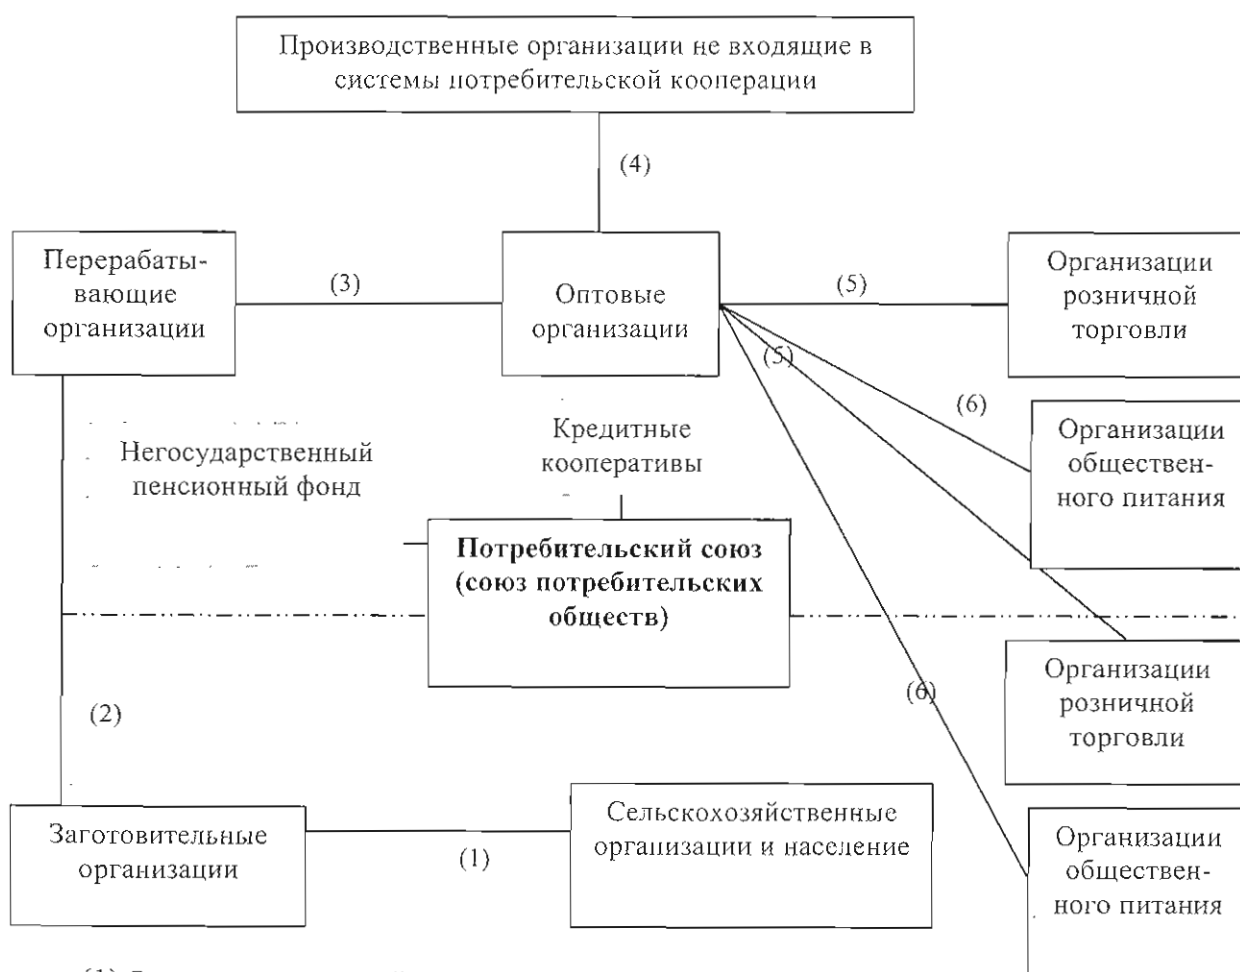 Производственные организации не входящие в
системы потребительской кооперации
(4)
Перерабаты-
вающие
организации
(3)
Оптовые
организации
(5)
Организации
розничной
торговли
(5)
(6)
Организации
обществен-
ного питания
Негосударственный
пенсионный фонд
Кредитные
кооперативы
Потребительский союз
(союз потребительских
обществ)
(2)
(6)
Организации
розничной
торговли
Заготовительные
организации
(1)
Сельскохозяйственные
организации и население
Организации
обществен-
ного питания
(1)